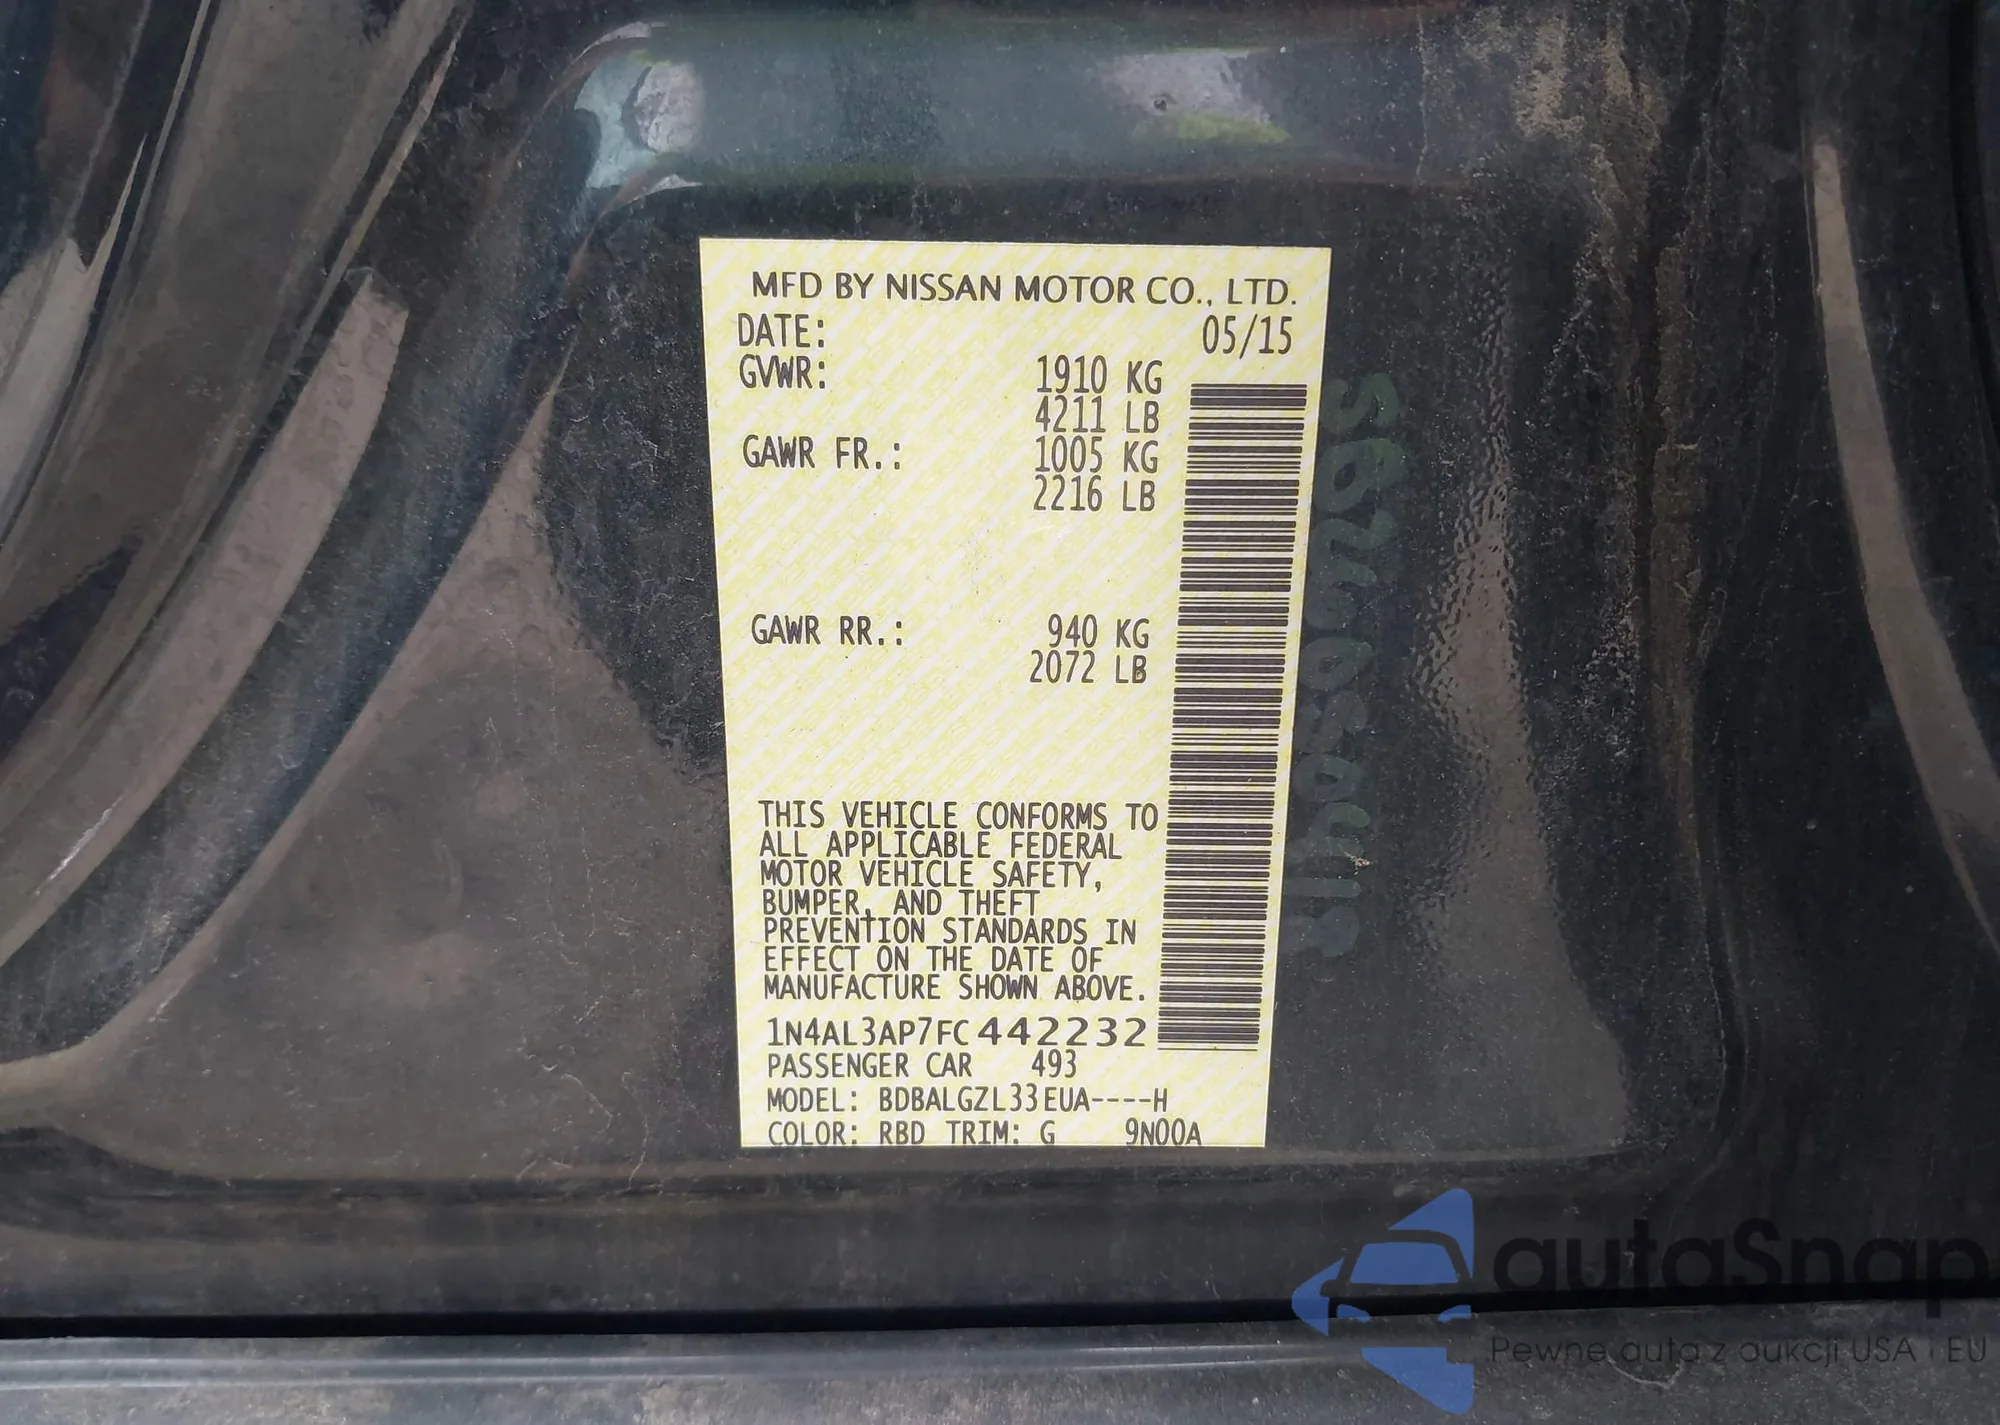 MFD BY NISSAN MOTOR CO., LTD.
DATE: 05/15
GVWR: 1910 KG
4211 LB
GAWR FR.: 1005 KG
2216 LB
GAWR RR.: 940 KG
2072 LB
THIS VEHICLE CONFORMS TO
ALL APPLICABLE FEDERAL
MOTOR VEHICLE SAFETY,
BUMPER, AND THEFT
PREVENTION STANDARDS IN
EFFECT ON THE DATE OF
MANUFACTURE SHOWN ABOVE.
1N4AL3AP7FC442232
PASSENGER CAR 493
MODEL: BDBALGZL33EUA----H
COLOR: RBD TRIM: G 9N00A
autaSnap
Pewne auta z aukcji USA i EU